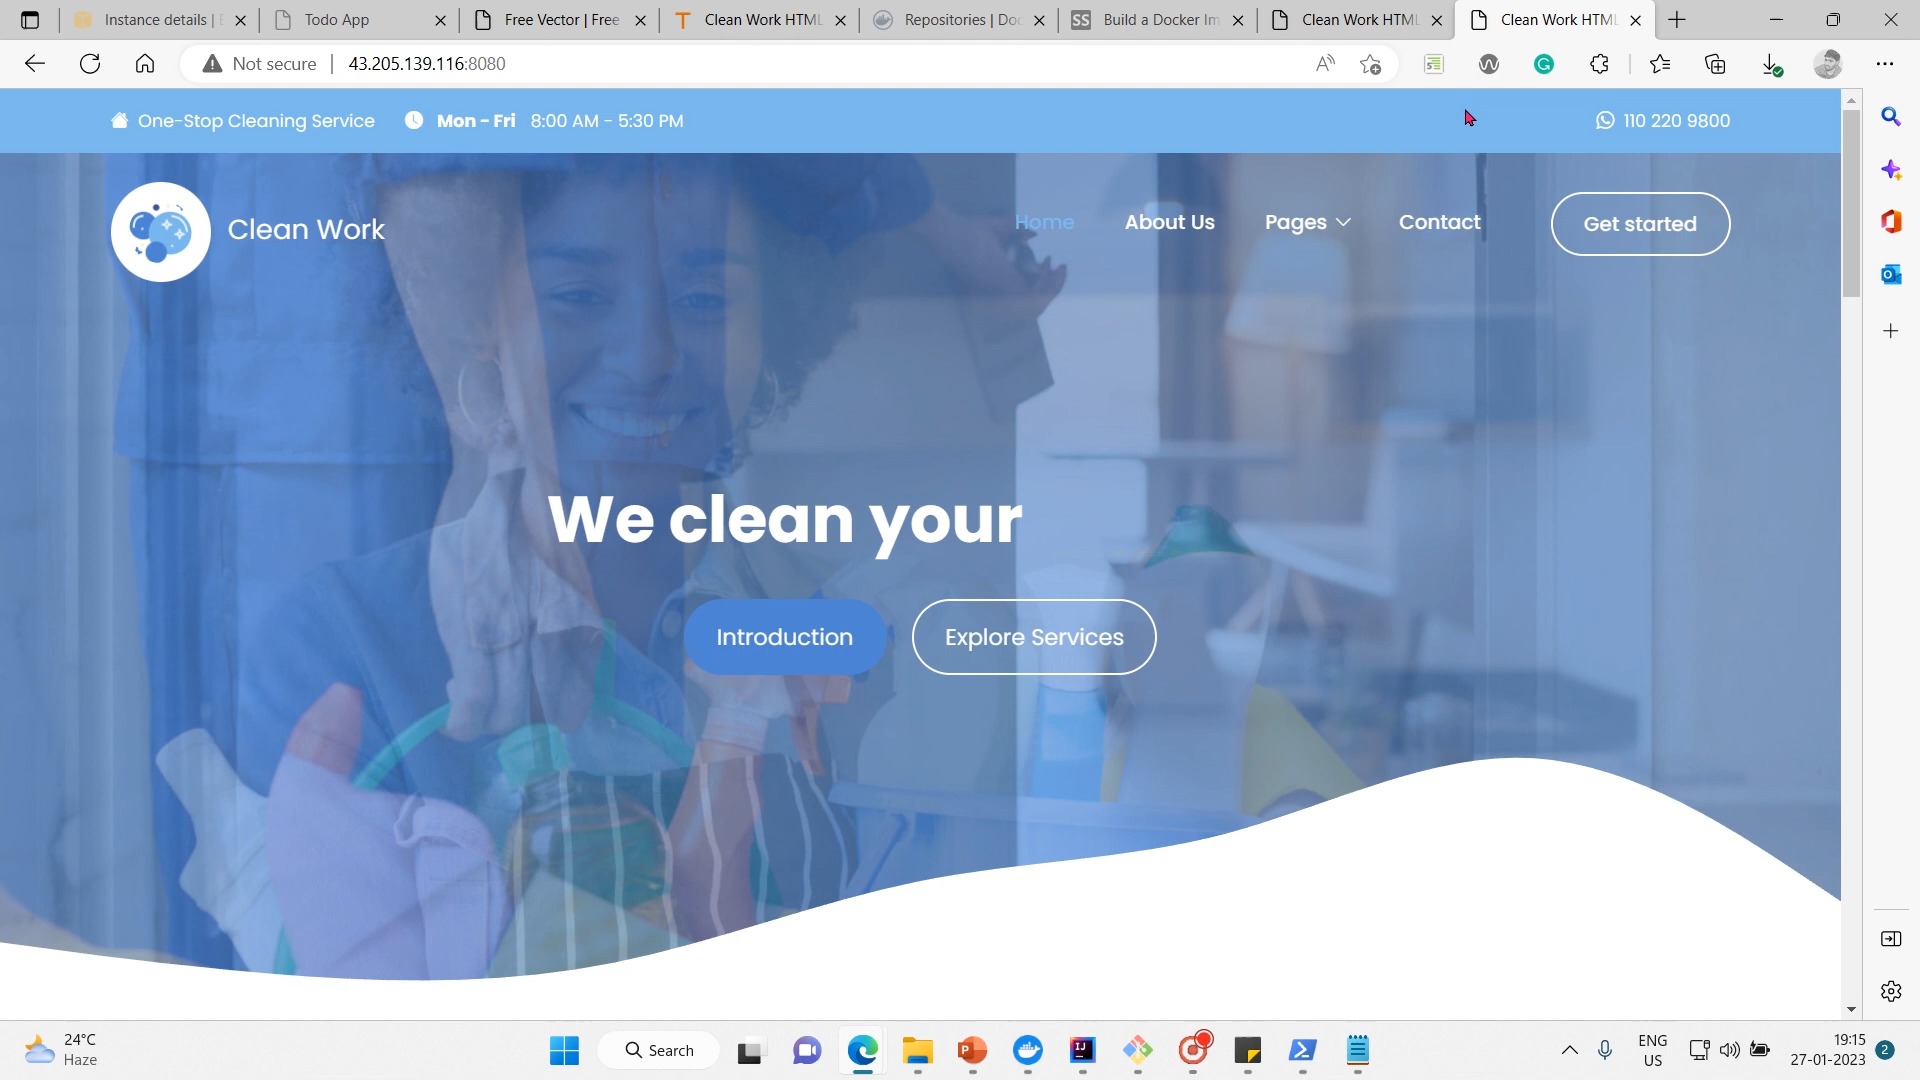 Instance details | E
Todo App
Free Vector | Free
Clean Work HTML
Repositories | Doc
Build a Docker Im
Clean Work HTML
Clean Work HTML
Not secure
43.205.139.116:8080
One-Stop Cleaning Service
Mon - Fri 8:00 AM - 5:30 PM
110 220 9800
Clean Work
Home
About Us
Pages
Contact
Get started
We clean your
Introduction
Explore Services
24°C
Haze
Search
ENG
US
19:15
27-01-2023
2